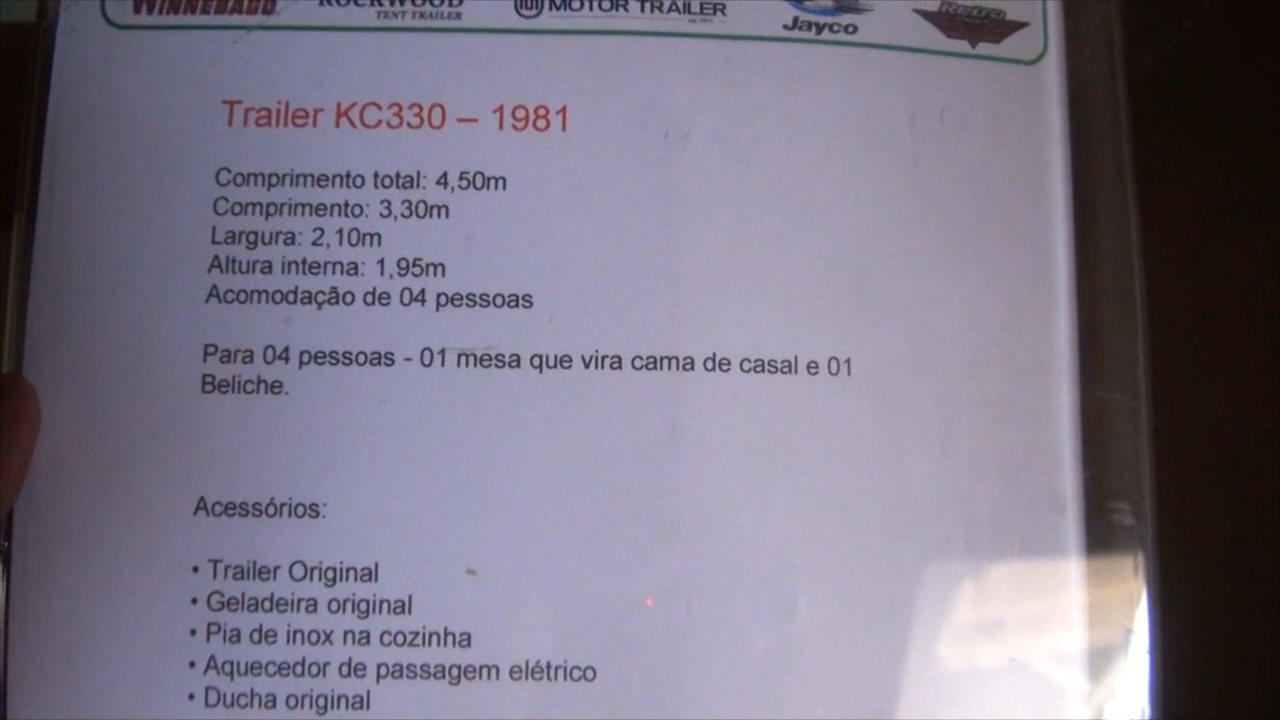 WINNEBAGO
ROCKWOOD
TENT TRAILER
MOTOR TRAILER
Jayco
Retro
Trailer KC330 – 1981
Comprimento total: 4,50m
Comprimento: 3,30m
Largura: 2,10m
Altura interna: 1,95m
Acomodação de 04 pessoas
Para 04 pessoas - 01 mesa que vira cama de casal e 01
Beliche.
Acessórios:
• Trailer Original
• Geladeira original
• Pia de inox na cozinha
• Aquecedor de passagem elétrico
• Ducha original